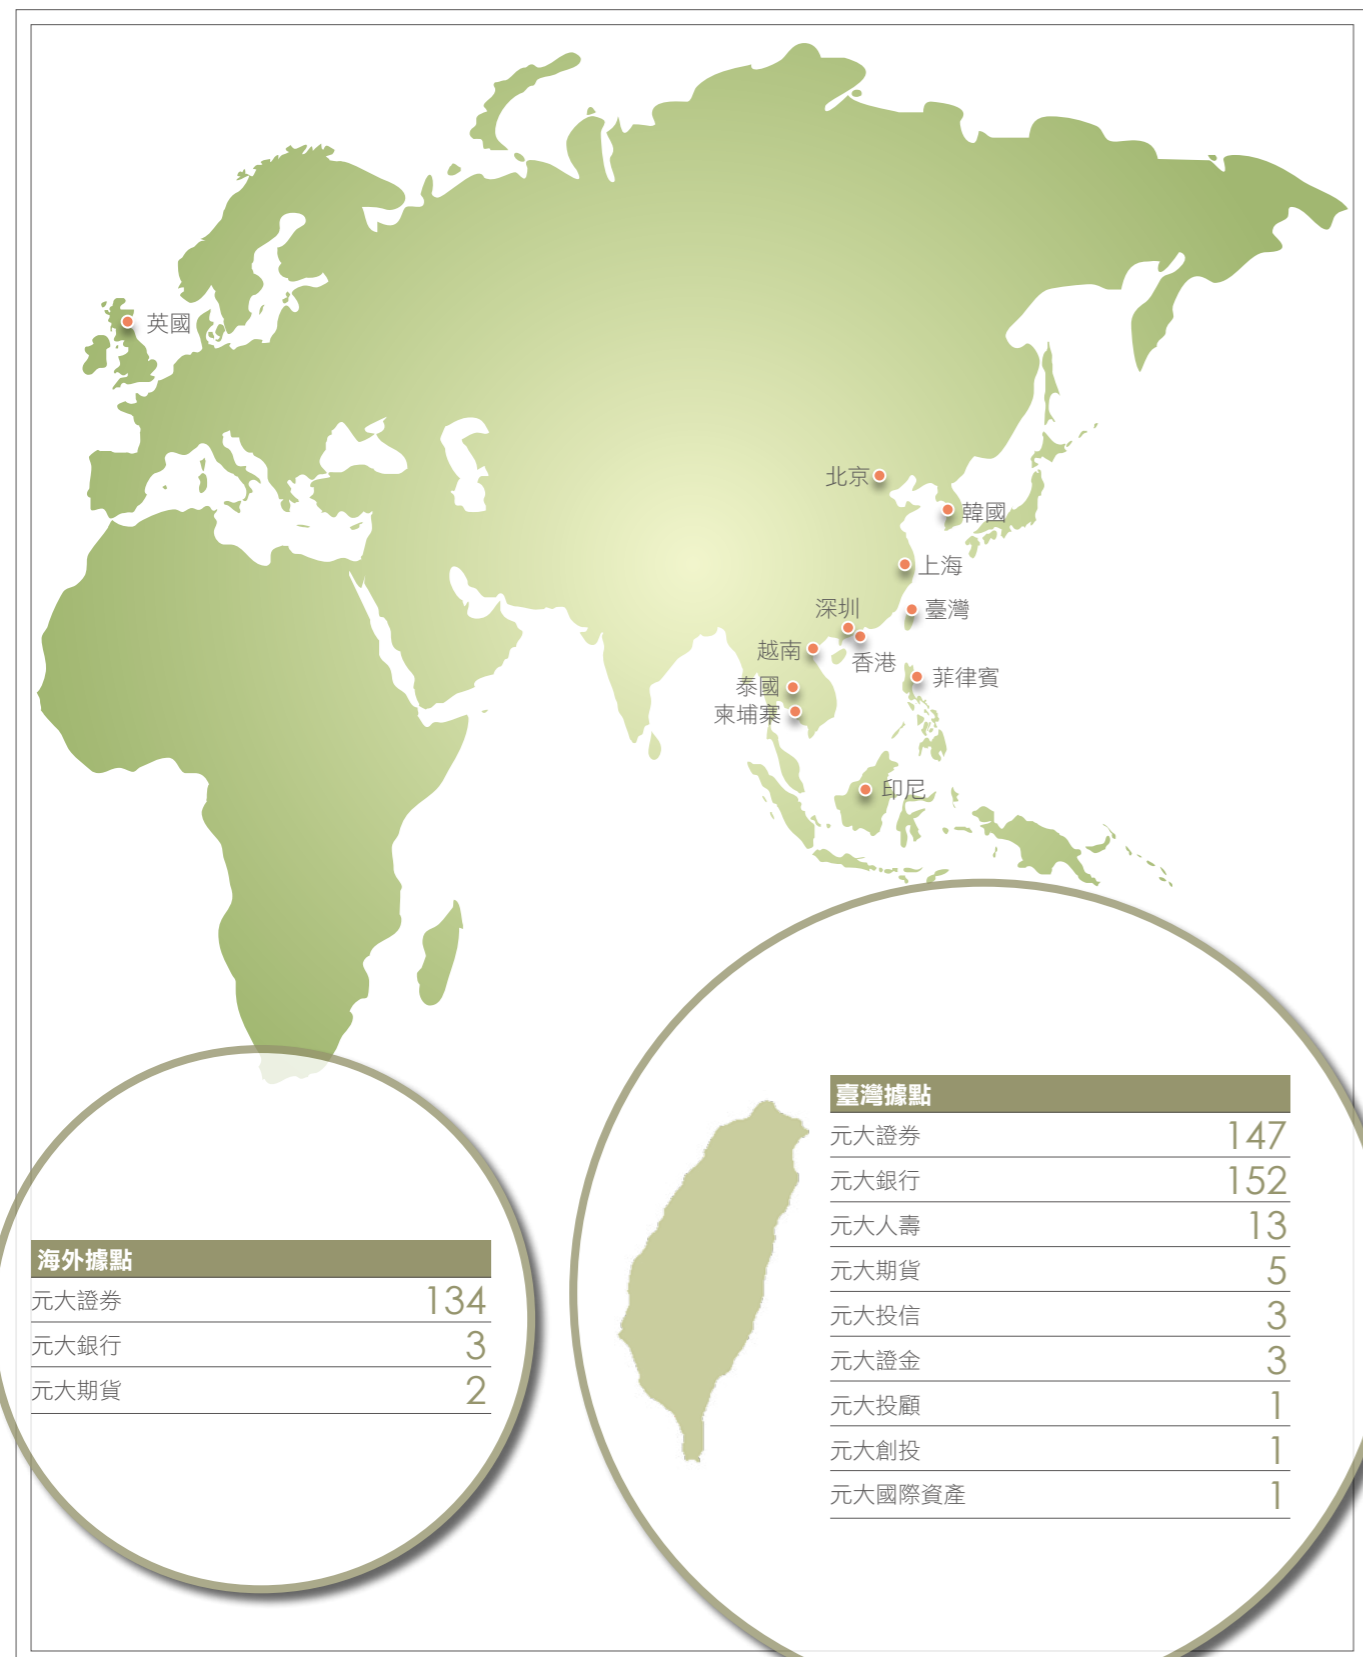 英國
北京
韓國
上海
深圳
臺灣
越南
香港
菲律賓
泰國
柬埔寨
印尼
海外據點
元大證券 134
元大銀行 3
元大期貨 2
臺灣據點
元大證券 147
元大銀行 152
元大人壽 13
元大期貨 5
元大投信 3
元大證金 3
元大投顧 1
元大創投 1
元大國際資產 1